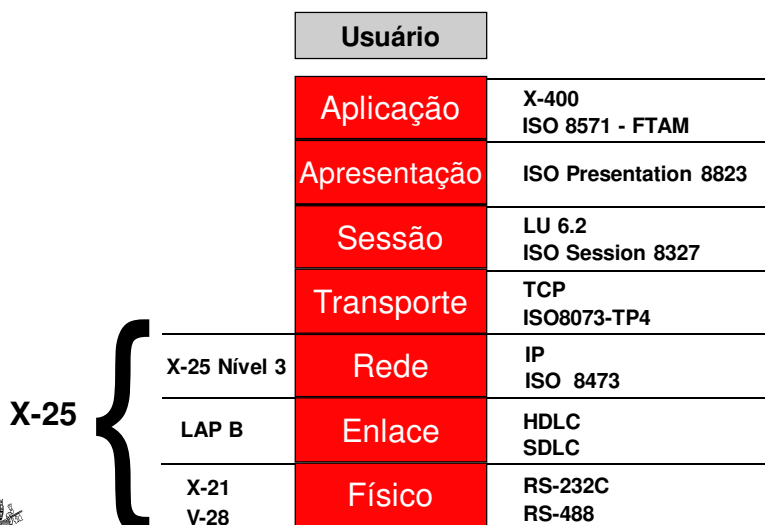 Usuário
Aplicação
X-400
ISO 8571 - FTAM
Apresentação
ISO Presentation 8823
Sessão
LU 6.2
ISO Session 8327
Transporte
TCP
ISO8073-TP4
X-25
X-25 Nível 3
Rede
IP
ISO 8473
LAP B
Enlace
HDLC
SDLC
X-21
V-28
Físico
RS-232C
RS-488